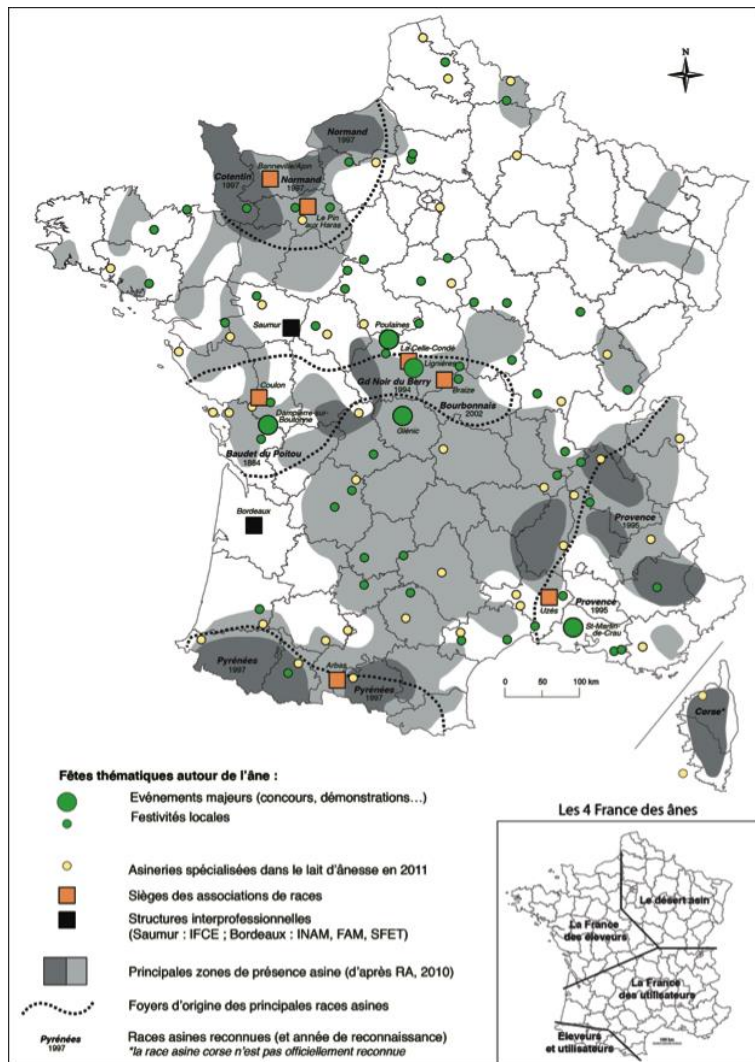 N
Normand
1997
Cotentin
1997
Banneville/Ajon
Normand
1997
Le Pin
aux Haras
Saumur
Poulaines
La Celle-Condé
Lignières
Gd Noir du Berry
1994
Braize
Bourbonnais
2002
Coulon
Dampierre-sur-
Boutonne
Glénic
Baudet du Poitou
1884
Bordeaux
Provence
1995
Provence
1995
Uzès
St-Martin-
de-Crau
Pyrénées
1997
Arbas
Pyrénées
1997
0 50 100 km
Corse*
Fêtes thématiques autour de l'âne :
Evénements majeurs (concours, démonstrations…)
Festivités locales
Asineries spécialisées dans le lait d'ânesse en 2011
Sièges des associations de races
Structures interprofessionnelles
(Saumur : IFCE ; Bordeaux : INAM, FAM, SFET)
Principales zones de présence asine (d'après RA, 2010)
Foyers d'origine des principales races asines
Pyrénées
1997
Races asines reconnues (et année de reconnaissance)
*la race asine corse n'est pas officiellement reconnue
Les 4 France des ânes
Le désert asin
La France
des éleveurs
La France
des utilisateurs
Éleveurs
et utilisateurs